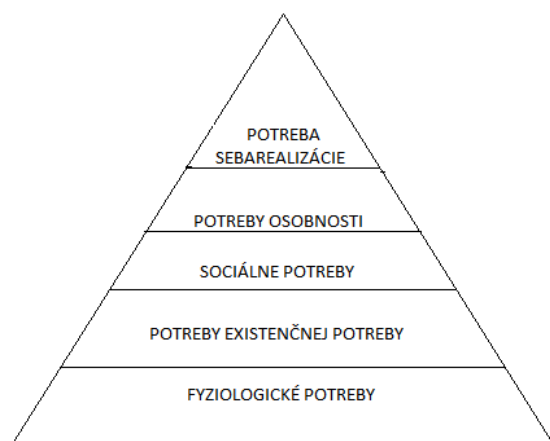 POTREBA
SEBAREALIZÁCIE
POTREBY OSOBNOSTI
SOCIÁLNE POTREBY
POTREBY EXISTENČNEJ POTREBY
FYZIOLOGICKÉ POTREBY